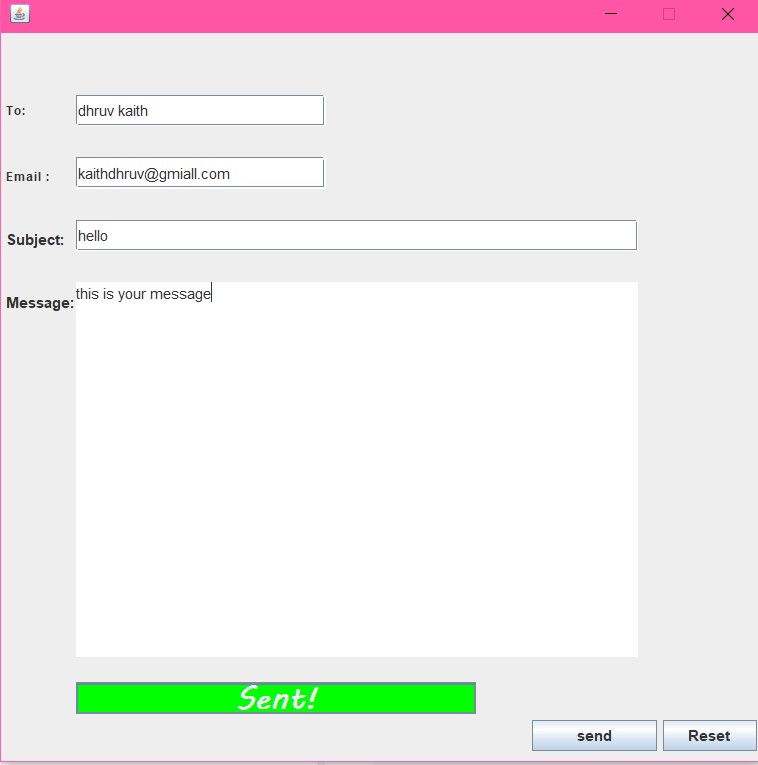 To:
dhruv kaith
Email :
kaithdhruv@gmiall.com
Subject:
hello
Message:
this is your message
Sent!
send
Reset